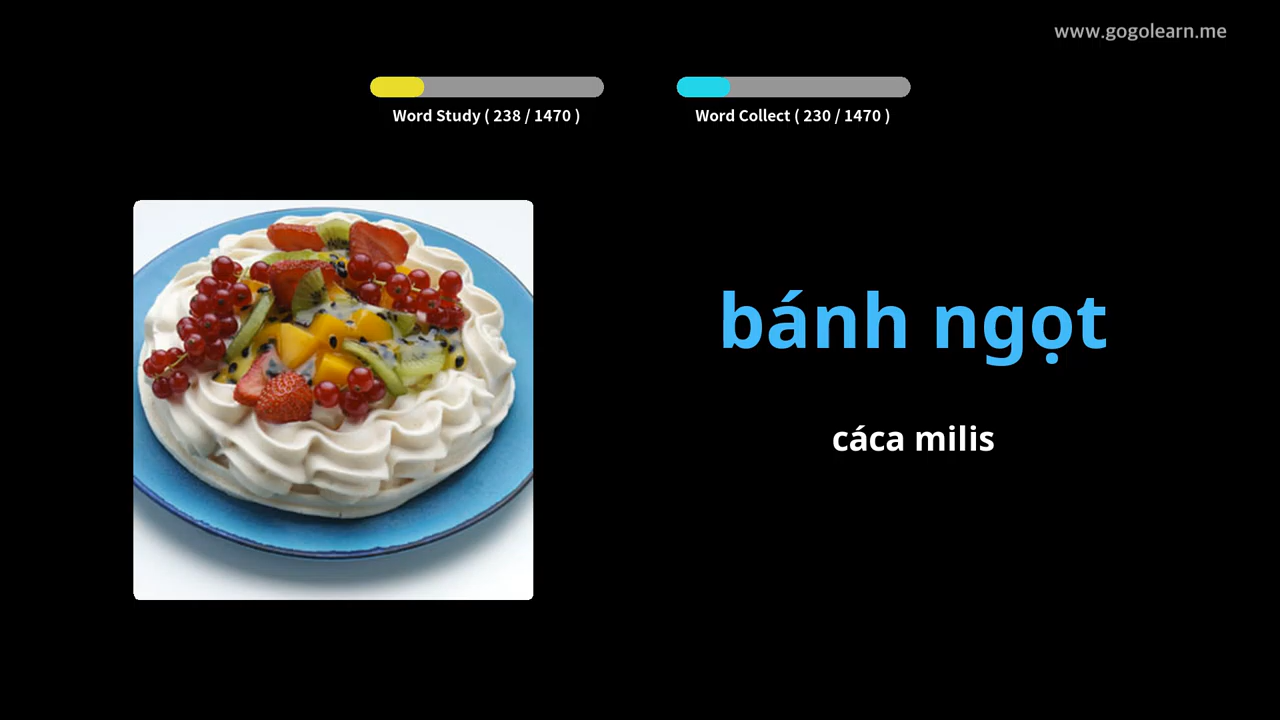 www.gogolearn.me
Word Study ( 238 / 1470 )
Word Collect ( 230 / 1470 )
bánh ngọt
cáca milis